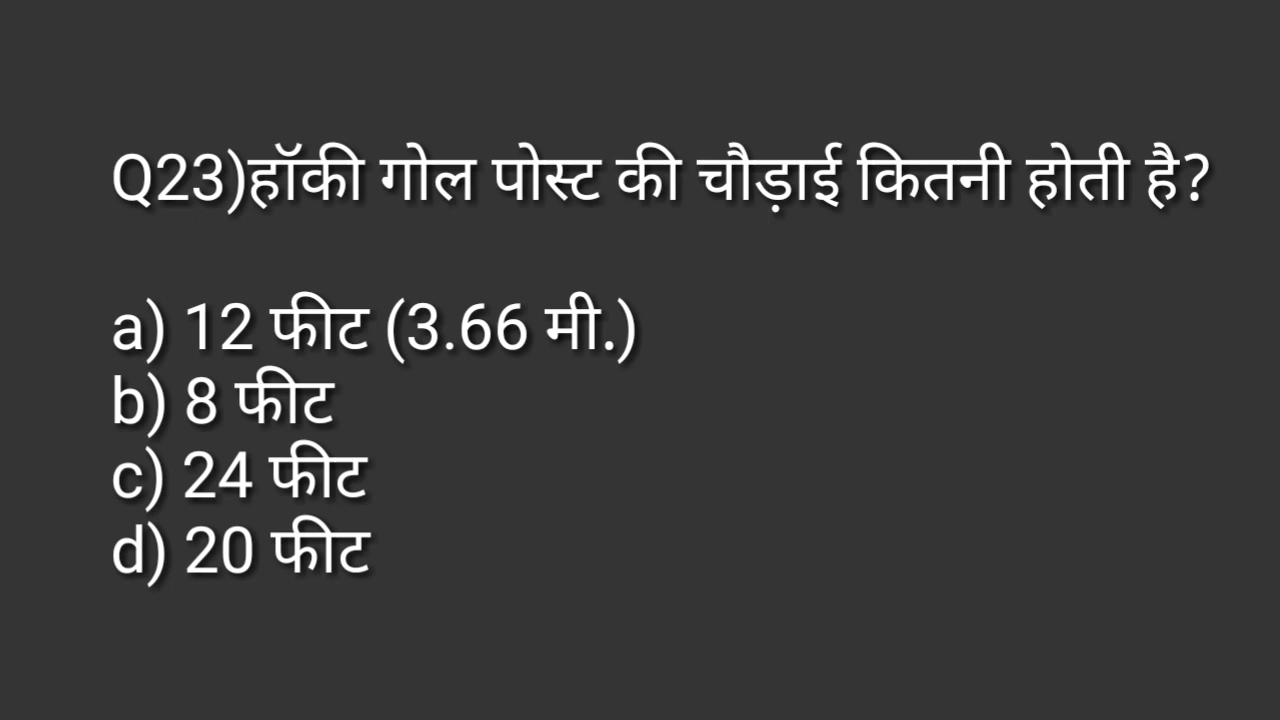 Q23)हॉकी गोल पोस्ट की चौड़ाई कितनी होती है?
a) 12 फीट (3.66 मी.)
b) 8 फीट
c) 24 फीट
d) 20 फीट